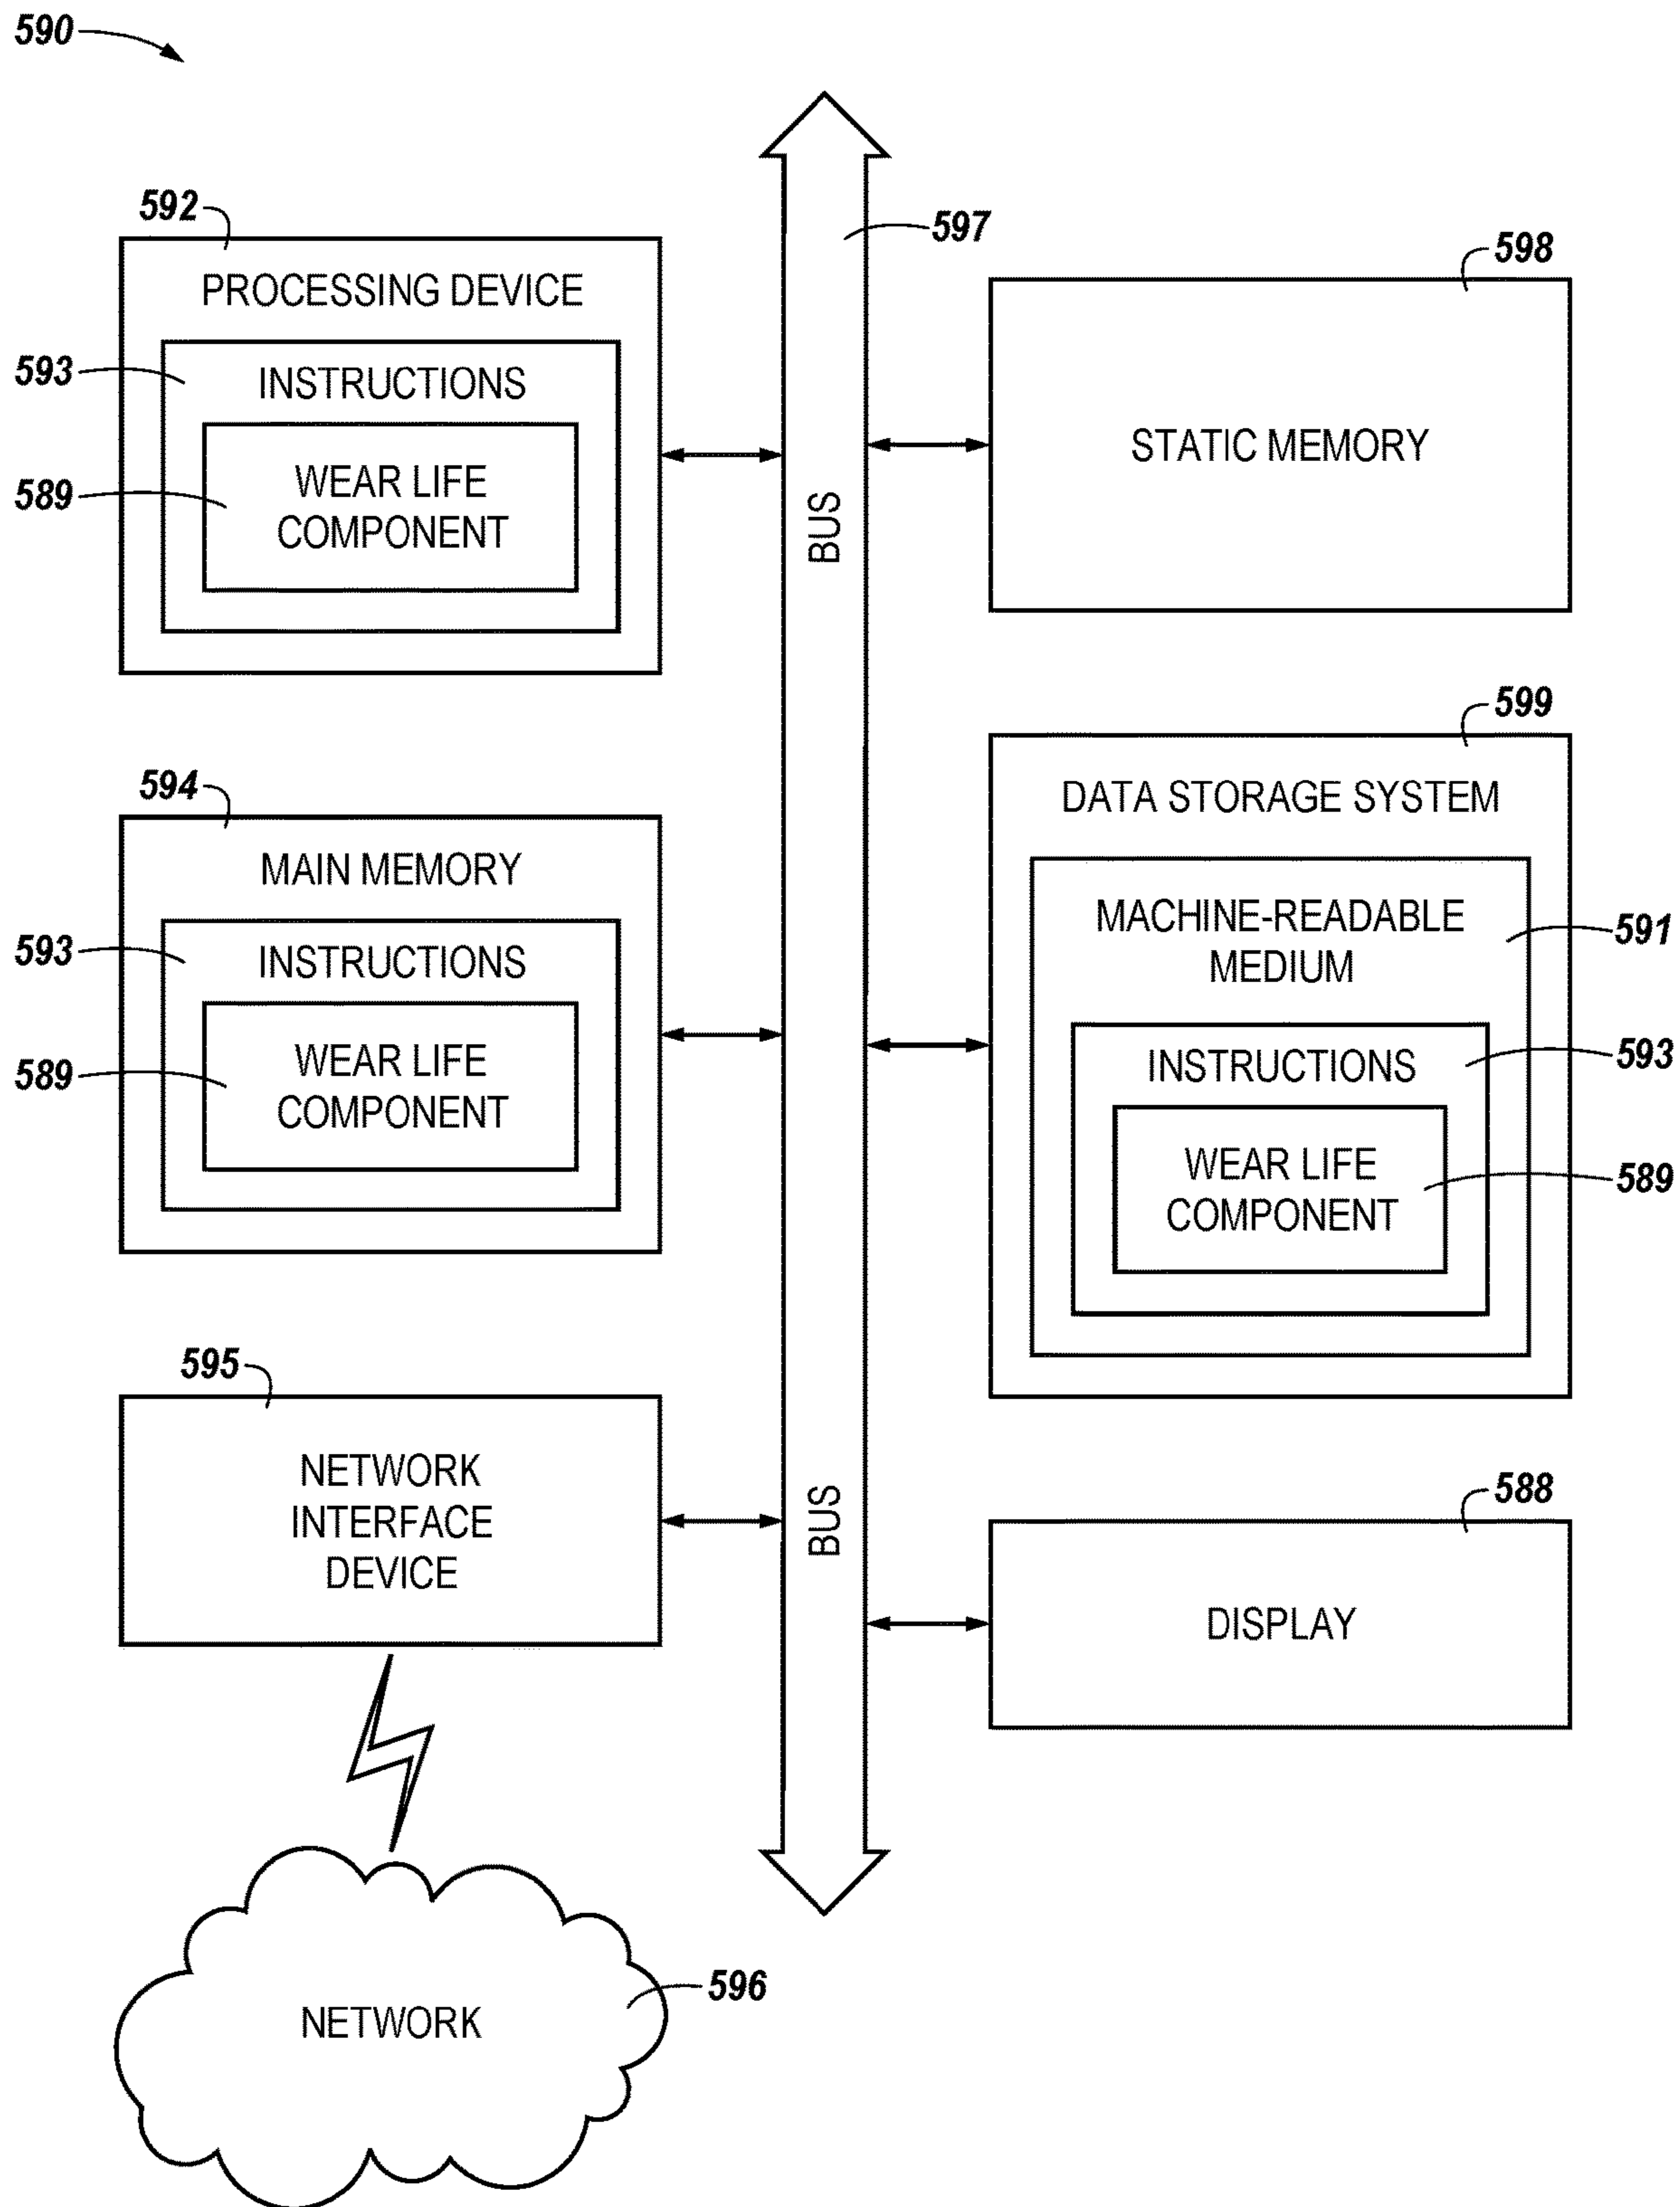 590
592
PROCESSING DEVICE
593
INSTRUCTIONS
589
WEAR LIFE
COMPONENT
594
MAIN MEMORY
593
INSTRUCTIONS
589
WEAR LIFE
COMPONENT
595
NETWORK
INTERFACE
DEVICE
NETWORK
596
597
BUS
BUS
598
STATIC MEMORY
599
DATA STORAGE SYSTEM
MACHINE-READABLE
MEDIUM
591
INSTRUCTIONS
593
WEAR LIFE
COMPONENT
589
588
DISPLAY